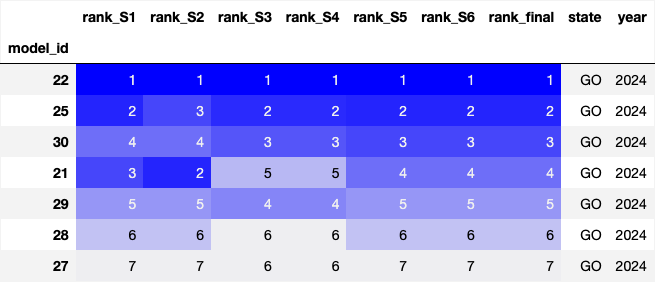 rank_S1 rank_S2 rank_S3 rank_S4 rank_S5 rank_S6 rank_final state year
model_id
22 1 1 1 1 1 1 1 GO 2024
25 2 3 2 2 2 2 2 GO 2024
30 4 4 3 3 3 3 3 GO 2024
21 3 2 5 5 4 4 4 GO 2024
29 5 5 4 4 5 5 5 GO 2024
28 6 6 6 6 6 6 6 GO 2024
27 7 7 6 6 7 7 7 GO 2024